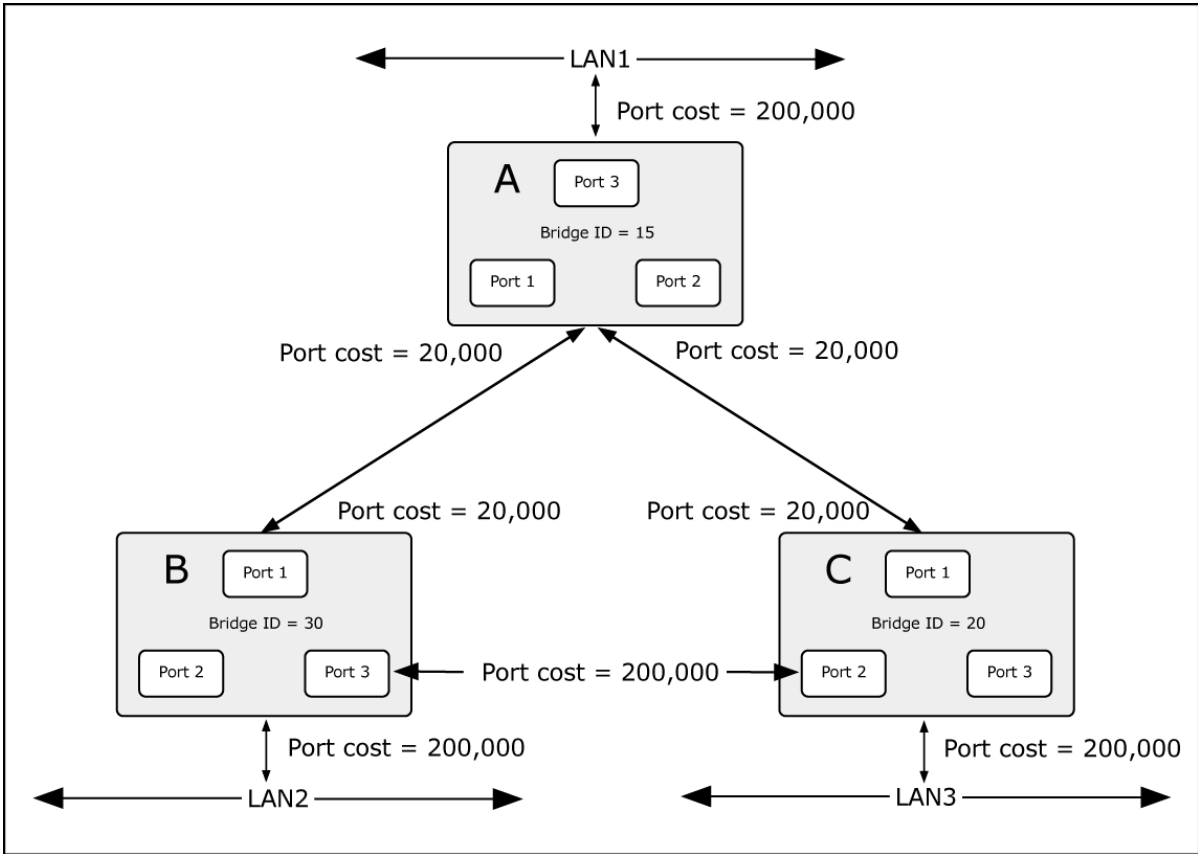 LAN1
Port cost = 200,000
A
Port 3
Bridge ID = 15
Port 1
Port 2
Port cost = 20,000
Port cost = 20,000
Port cost = 20,000
Port cost = 20,000
B
Port 1
C
Port 1
Bridge ID = 30
Bridge ID = 20
Port 2
Port 3
Port cost = 200,000
Port 2
Port 3
Port cost = 200,000
Port cost = 200,000
LAN2
LAN3